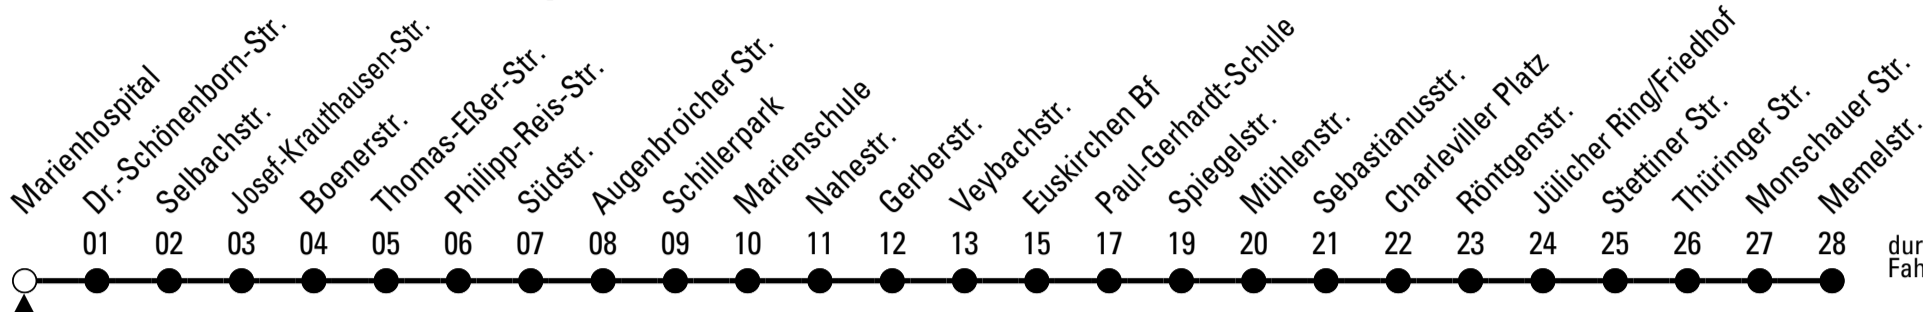 Marienhospital
Dr.-Schönenborn-Str.
Selbachstr.
Josef-Krauthausen-Str.
Boenerstr.
Thomas-Eßer-Str.
Philipp-Reis-Str.
Südstr.
Augenbroicher Str.
Schillerpark
Marienschule
Nahestr.
Gerberstr.
Veybachstr.
Euskirchen Bf
Paul-Gerhardt-Schule
Spiegelstr.
Mühlenstr.
Sebastianusstr.
Charleviller Platz
Röntgenstr.
Jülicher Ring/Friedhof
Stettiner Str.
Thüringer Str.
Monschauer Str.
Memelstr.
01 02 03 04 05 06 07 08 09 10 11 12 13 15 17 19 20 21 22 23 24 25 26 27 28
dur
Fah